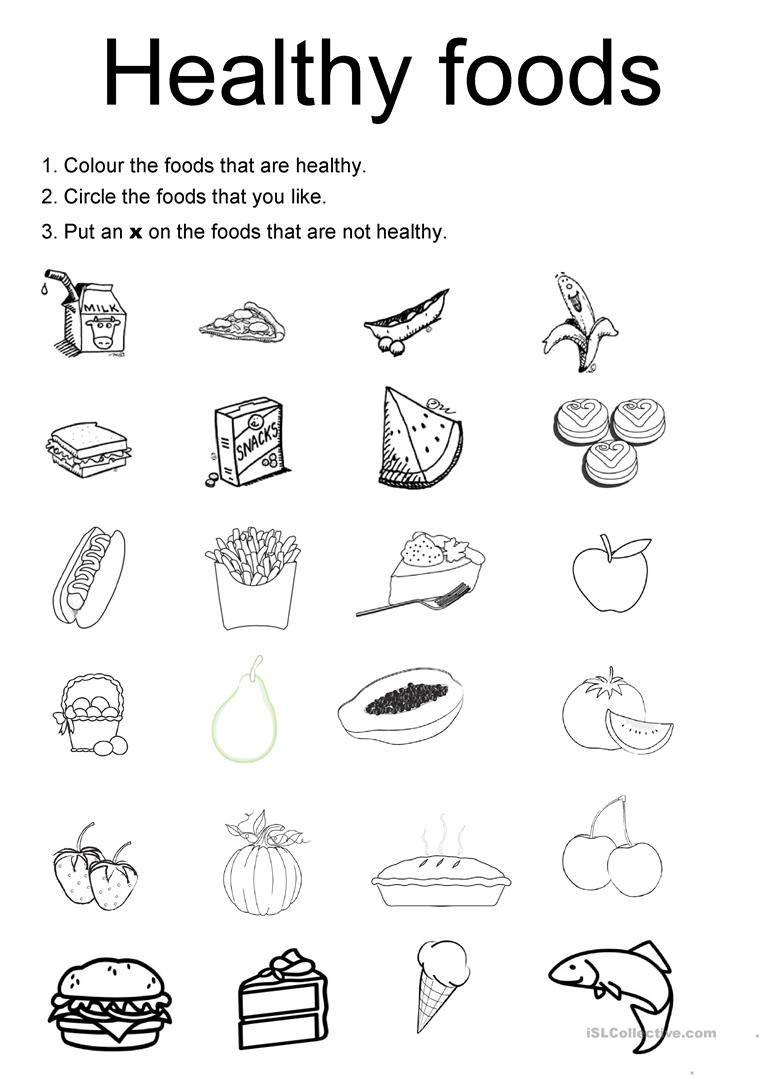 Healthy foods
1. Colour the foods that are healthy.
2. Circle the foods that you like.
3. Put an x on the foods that are not healthy.
MILK
SNACKS
iSLCollective.com